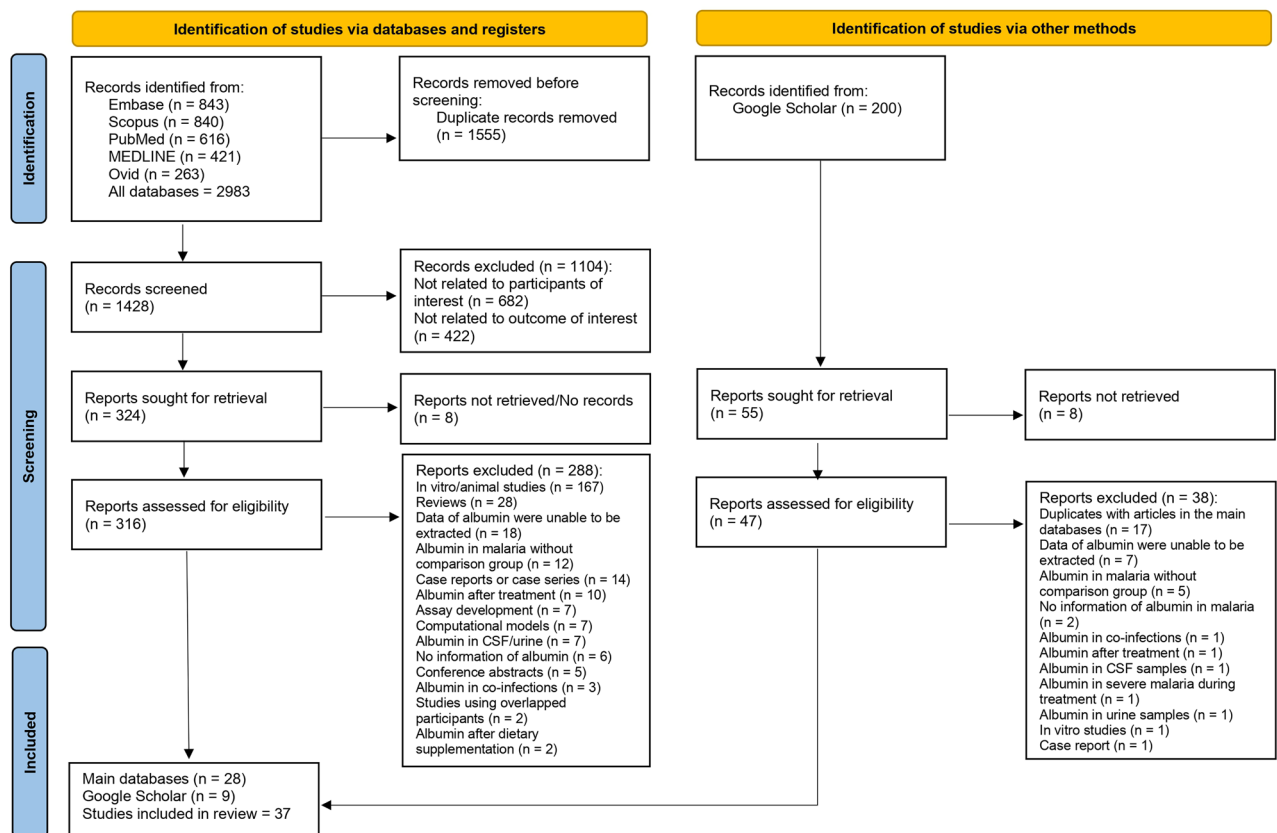 Identification of studies via databases and registers
Identification of studies via other methods
Identification
Records identified from:
Embase (n = 843)
Scopus (n = 840)
PubMed (n = 616)
MEDLINE (n = 421)
Ovid (n = 263)
All databases = 2983
Records removed before
screening:
Duplicate records removed
(n = 1555)
Records identified from:
Google Scholar (n = 200)
Screening
Records screened
(n = 1428)
Records excluded (n = 1104):
Not related to participants of
interest (n = 682)
Not related to outcome of interest
(n = 422)
Reports sought for retrieval
(n = 324)
Reports not retrieved/No records
(n = 8)
Reports sought for retrieval
(n = 55)
Reports not retrieved
(n = 8)
Reports assessed for eligibility
(n = 316)
Reports excluded (n = 288):
In vitro/animal studies (n = 167)
Reviews (n = 28)
Data of albumin were unable to be
extracted (n = 18)
Albumin in malaria without
comparison group (n = 12)
Case reports or case series (n = 14)
Albumin after treatment (n = 10)
Assay development (n = 7)
Computational models (n = 7)
Albumin in CSF/urine (n = 7)
No information of albumin (n = 6)
Conference abstracts (n = 5)
Albumin in co-infections (n = 3)
Studies using overlapped
participants (n = 2)
Albumin after dietary
supplementation (n = 2)
Reports assessed for eligibility
(n = 47)
Reports excluded (n = 38):
Duplicates with articles in the main
databases (n = 17)
Data of albumin were unable to be
extracted (n = 7)
Albumin in malaria without
comparison group (n = 5)
No information of albumin in malaria
(n = 2)
Albumin in co-infections (n = 1)
Albumin after treatment (n = 1)
Albumin in CSF samples (n = 1)
Albumin in severe malaria during
treatment (n = 1)
Albumin in urine samples (n = 1)
In vitro studies (n = 1)
Case report (n = 1)
Included
Main databases (n = 28)
Google Scholar (n = 9)
Studies included in review = 37